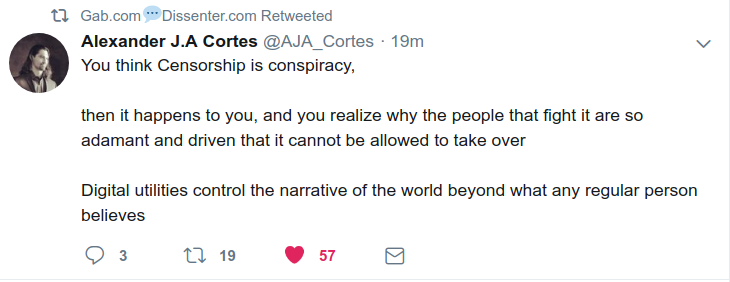 Gab.com💬Dissenter.com Retweeted
Alexander J.A Cortes @AJA_Cortes · 19m
You think Censorship is conspiracy,
then it happens to you, and you realize why the people that fight it are so
adamant and driven that it cannot be allowed to take over
Digital utilities control the narrative of the world beyond what any regular person
believes
3 19 57